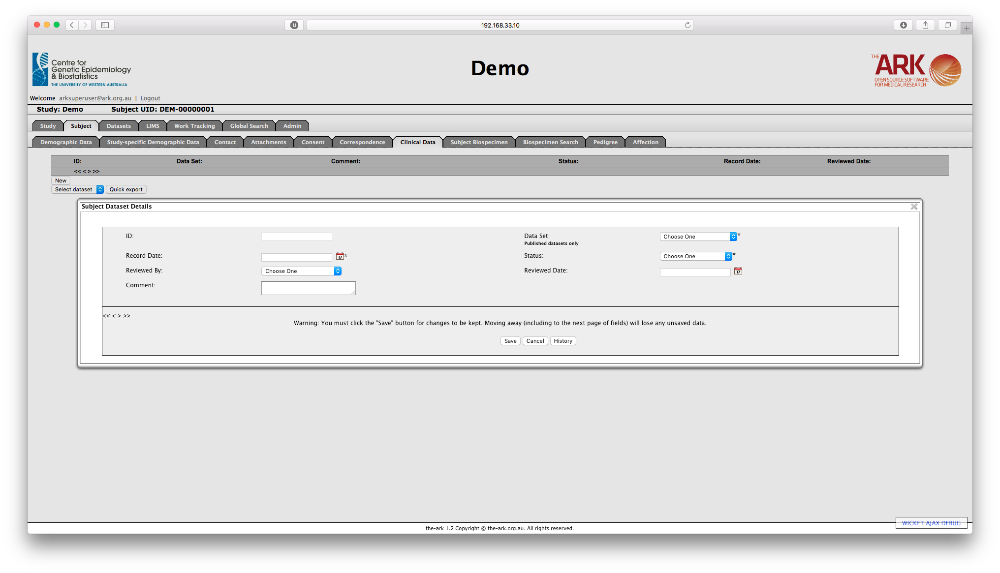 192.168.33.10
Centre for
Genetic Epidemiology
& Biostatistics
THE UNIVERSITY OF WESTERN AUSTRALIA
Demo
THE ARK
OPEN SOURCE SOFTWARE
FOR MEDICAL RESEARCH
Welcome arksuperuser@ark.org.au | Logout
Study: Demo Subject UID: DEM-00000001
Study Subject Datasets LIMS Work Tracking Global Search Admin
Demographic Data Study-specific Demographic Data Contact Attachments Consent Correspondence Clinical Data Subject Biospecimen Biospecimen Search Pedigree Affection
ID: Data Set: Comment: Status: Record Date: Reviewed Date:
<< < > >>
New
Select dataset Quick export
Subject Dataset Details
ID: Data Set: Choose One *
Published datasets only
Record Date: 17 * Status: Choose One *
Reviewed By: Choose One Reviewed Date: 17
Comment:
<< < > >>
Warning: You must click the "Save" button for changes to be kept. Moving away (including to the next page of fields) will lose any unsaved data.
Save Cancel History
WICKET AJAX DEBUG
the-ark 1.2 Copyright © the-ark.org.au. All rights reserved.